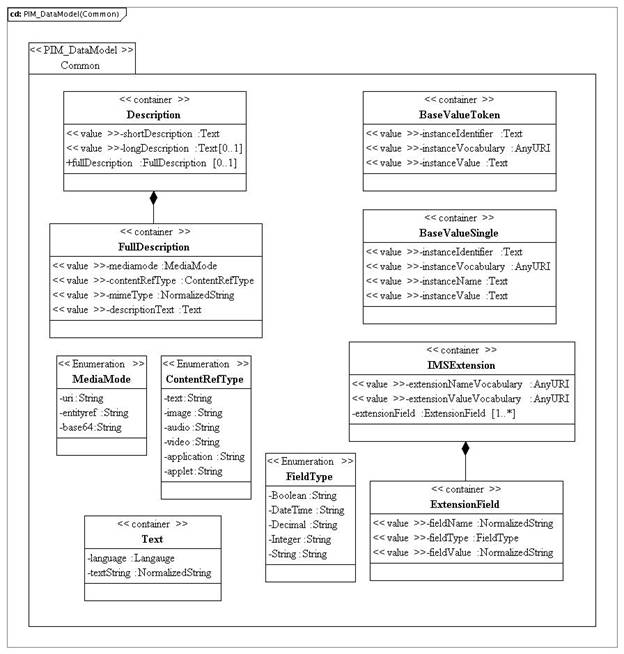 cd: PIM_DataModel(Common)
<< PIM_DataModel >>
Common
<< container >>
Description
<< value >>-shortDescription :Text
<< value >>-longDescription :Text[0..1]
+fullDescription :FullDescription [0..1]
<< container >>
FullDescription
<< value >>-mediamode :MediaMode
<< value >>-contentRefType :ContentRefType
<< value >>-mimeType :NormalizedString
<< value >>-descriptionText :Text
<< Enumeration >>
MediaMode
-uri :String
-entityref :String
-base64:String
<< Enumeration >>
ContentRefType
-text:String
-image :String
-audio :String
-video :String
-application :String
-applet :String
<< container >>
Text
-language :Langauge
-textString :NormalizedString
<< container >>
BaseValueToken
<< value >>-instanceIdentifier :Text
<< value >>-instanceVocabulary :AnyURI
<< value >>-instanceValue :Text
<< container >>
BaseValueSingle
<< value >>-instanceIdentifier :Text
<< value >>-instanceVocabulary :AnyURI
<< value >>-instanceName :Text
<< value >>-instanceValue :Text
<< container >>
IMSExtension
<< value >>-extensionNameVocabulary :AnyURI
<< value >>-extensionValueVocabulary :AnyURI
-extensionField :ExtensionField [1..*]
<< Enumeration >>
FieldType
-Boolean :String
-DateTime :String
-Decimal :String
-Integer :String
-String :String
<< container >>
ExtensionField
<< value >>-fieldName :NormalizedString
<< value >>-fieldType :FieldType
<< value >>-fieldValue :NormalizedString